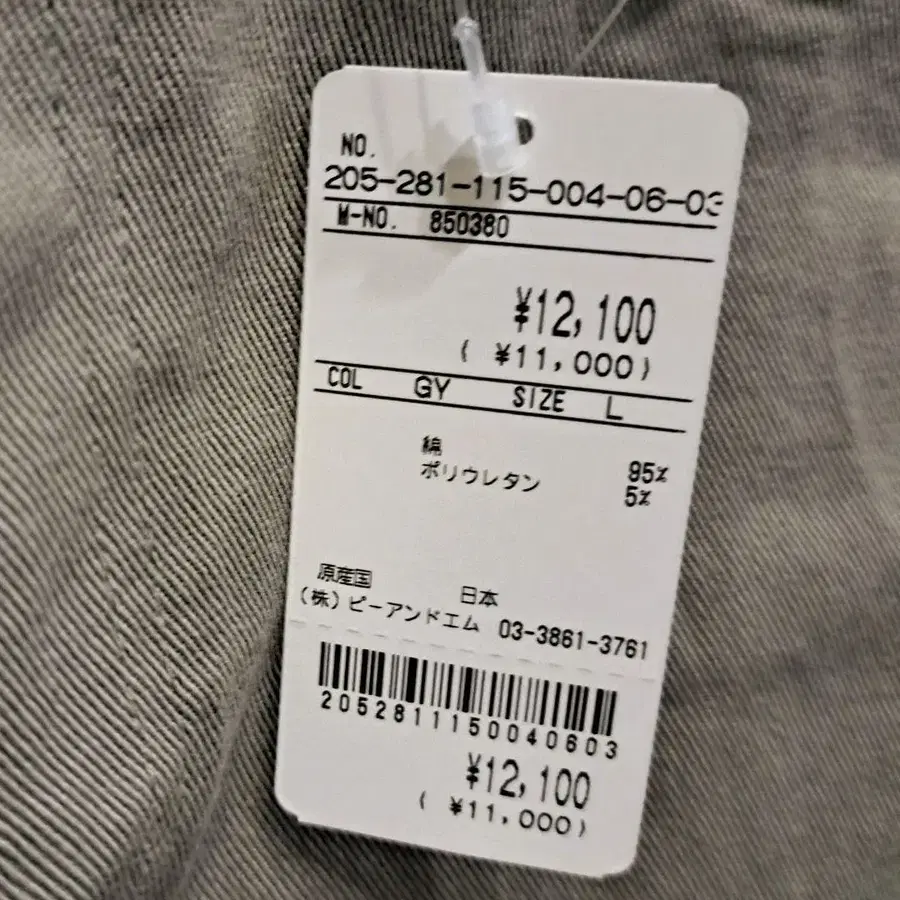 NO.
205-281-115-004-06-03
M-NO. 850380
¥12,100
( ¥11,000)
COL GY SIZE L
綿 95%
ポリウレタン 5%
原産国 日本
(株)ピーアンドエム 03-3861-3761
2052811150040603
¥12,100
( ¥11,000)